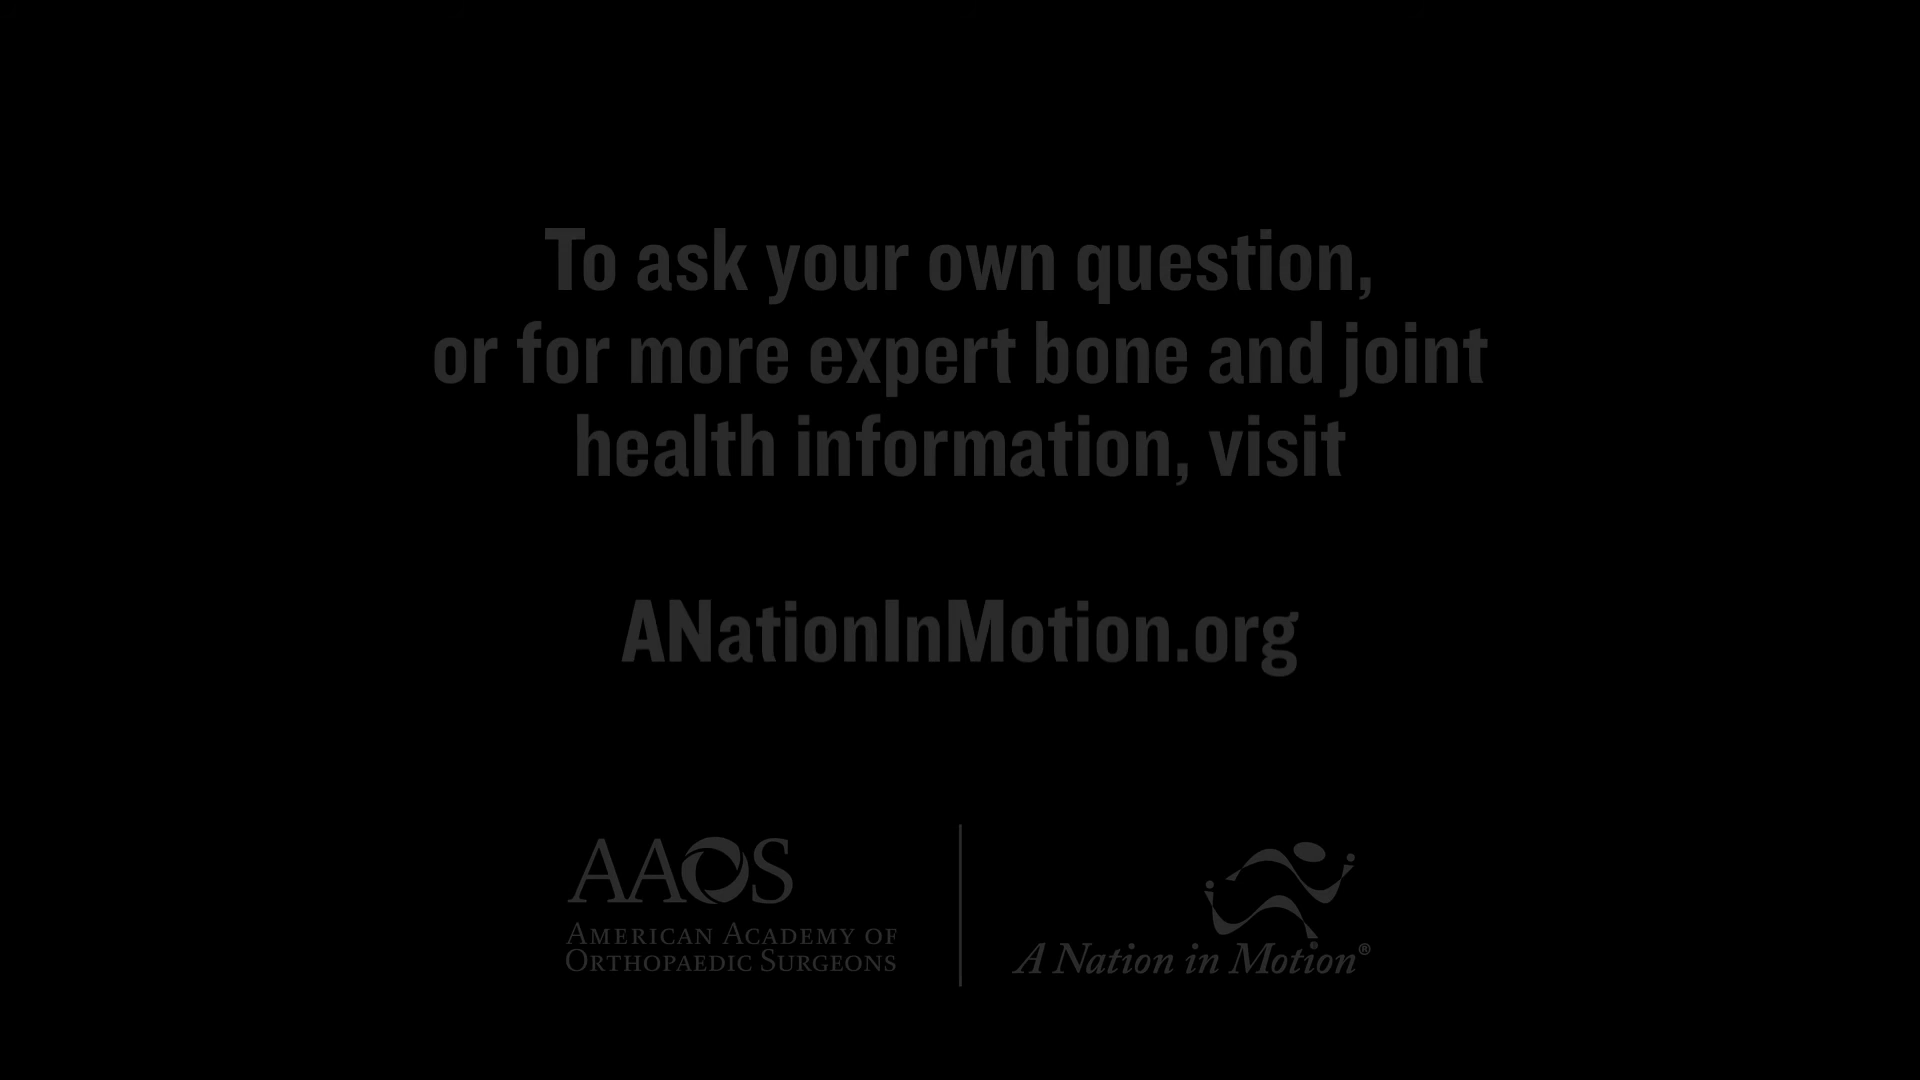 To ask your own question,
or for more expert bone and joint
health information, visit
ANationInMotion.org
AAOS
AMERICAN ACADEMY OF
ORTHOPAEDIC SURGEONS
A Nation in Motion®